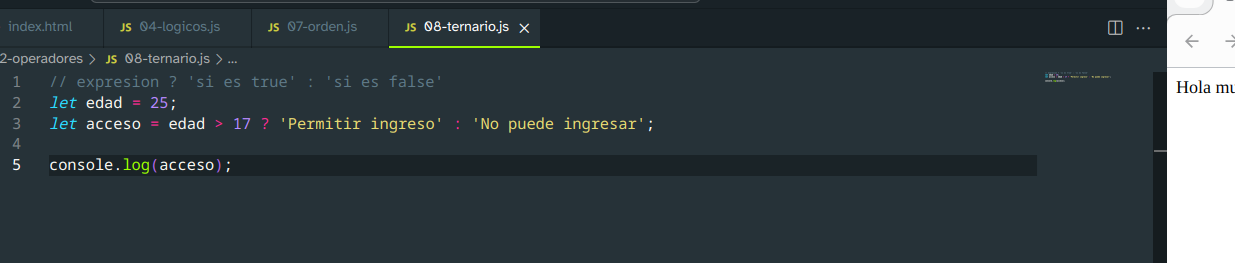 index.html JS 04-logicos.js JS 07-orden.js JS 08-ternario.js
2-operadores > JS 08-ternario.js > ...
1 // expresion ? 'si es true' : 'si es false'
2 let edad = 25;
3 let acceso = edad > 17 ? 'Permitir ingreso' : 'No puede ingresar';
4
5 console.log(acceso);
Hola